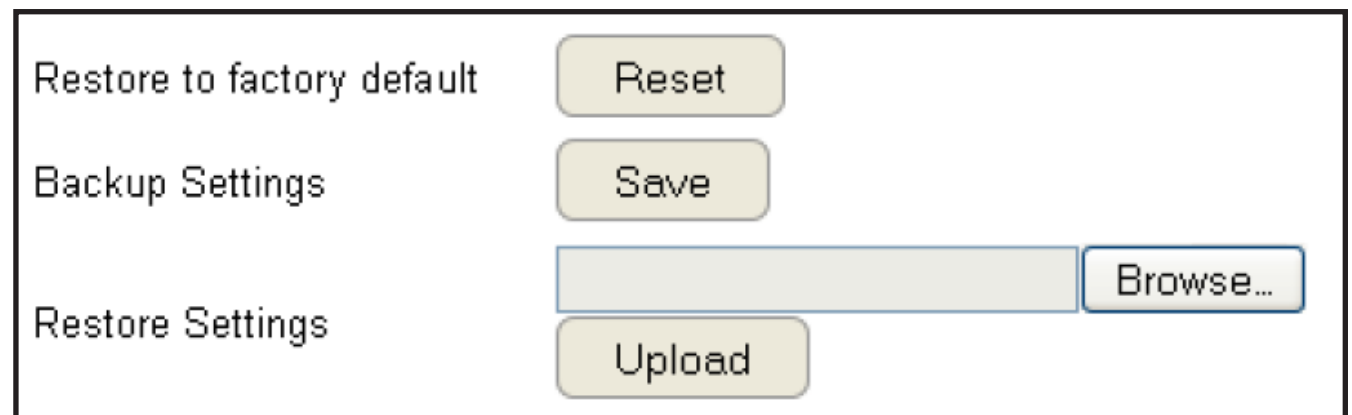 Restore to factory default Reset
Backup Settings Save
Browse...
Restore Settings
Upload